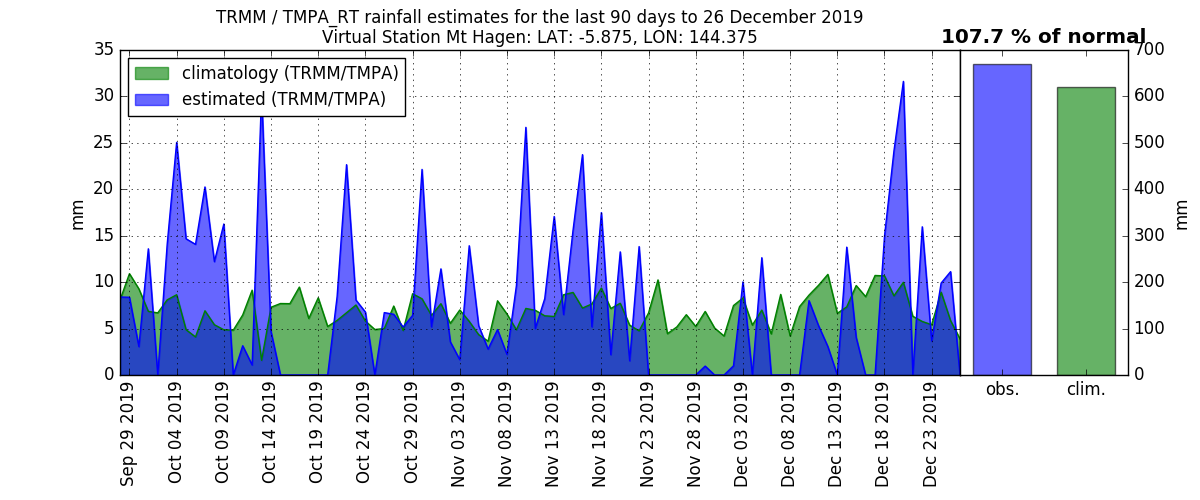 TRMM / TMPA_RT rainfall estimates for the last 90 days to 26 December 2019
Virtual Station Mt Hagen: LAT: -5.875, LON: 144.375
107.7 % of normal
climatology (TRMM/TMPA)
estimated (TRMM/TMPA)
mm
35
30
25
20
15
10
5
0
Sep 29 2019
Oct 04 2019
Oct 09 2019
Oct 14 2019
Oct 19 2019
Oct 24 2019
Oct 29 2019
Nov 03 2019
Nov 08 2019
Nov 13 2019
Nov 18 2019
Nov 23 2019
Nov 28 2019
Dec 03 2019
Dec 08 2019
Dec 13 2019
Dec 18 2019
Dec 23 2019
obs.
clim.
700
600
500
400
300
200
100
0
mm